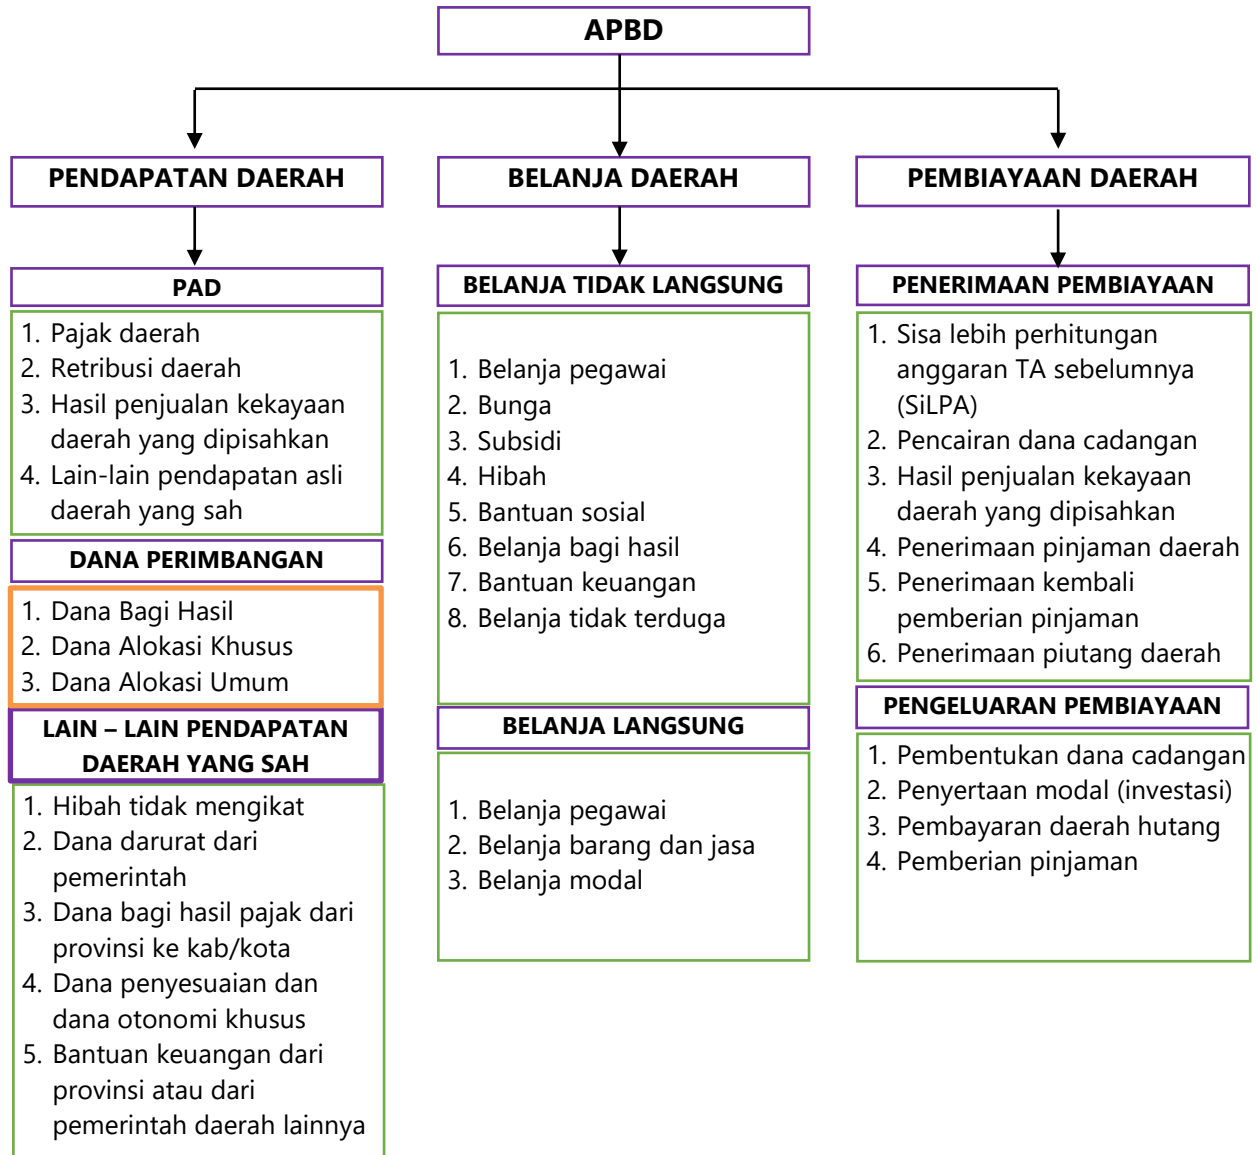 APBD
PENDAPATAN DAERAH
PAD
1. Pajak daerah
2. Retribusi daerah
3. Hasil penjualan kekayaan
daerah yang dipisahkan
4. Lain-lain pendapatan asli
daerah yang sah
DANA PERIMBANGAN
1. Dana Bagi Hasil
2. Dana Alokasi Khusus
3. Dana Alokasi Umum
LAIN – LAIN PENDAPATAN
DAERAH YANG SAH
1. Hibah tidak mengikat
2. Dana darurat dari
pemerintah
3. Dana bagi hasil pajak dari
provinsi ke kab/kota
4. Dana penyesuaian dan
dana otonomi khusus
5. Bantuan keuangan dari
provinsi atau dari
pemerintah daerah lainnya
BELANJA DAERAH
BELANJA TIDAK LANGSUNG
1. Belanja pegawai
2. Bunga
3. Subsidi
4. Hibah
5. Bantuan sosial
6. Belanja bagi hasil
7. Bantuan keuangan
8. Belanja tidak terduga
BELANJA LANGSUNG
1. Belanja pegawai
2. Belanja barang dan jasa
3. Belanja modal
PEMBIAYAAN DAERAH
PENERIMAAN PEMBIAYAAN
1. Sisa lebih perhitungan
anggaran TA sebelumnya
(SiLPA)
2. Pencairan dana cadangan
3. Hasil penjualan kekayaan
daerah yang dipisahkan
4. Penerimaan pinjaman daerah
5. Penerimaan kembali
pemberian pinjaman
6. Penerimaan piutang daerah
PENGELUARAN PEMBIAYAAN
1. Pembentukan dana cadangan
2. Penyertaan modal (investasi)
3. Pembayaran daerah hutang
4. Pemberian pinjaman